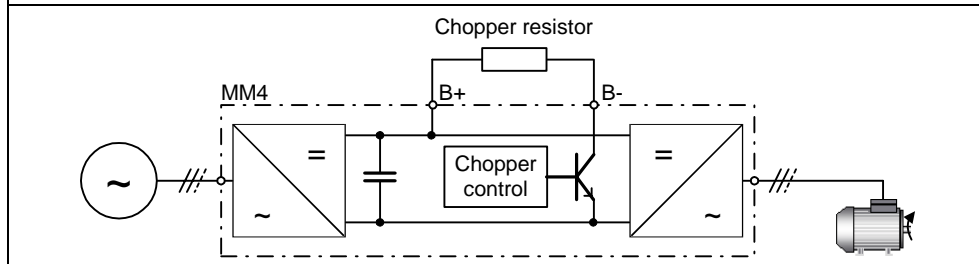 Chopper resistor
MM4
B+
B-
=
=
Chopper
control
~
~
~